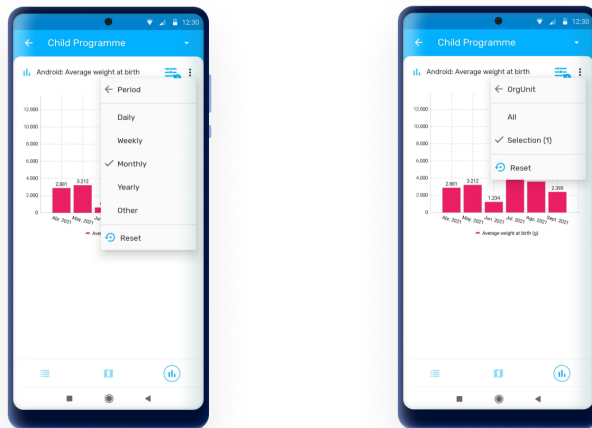 12:30
Child Programme
Android: Average weight at birth
Period
Daily
Weekly
Monthly
Yearly
Other
Reset
12.000
10.000
8.000
6.000
4.000
2.000
0
2.881
3.212
Abr. 2021
May. 2021
12:30
Child Programme
Android: Average weight at birth
OrgUnit
All
Selection (1)
Reset
12.000
10.000
8.000
6.000
4.000
2.000
0
2.881
3.212
1.234
2.395
Abr. 2021
May. 2021
Jun. 2021
Jul. 2021
Ago. 2021
Sept. 2021
Average weight at birth (g)